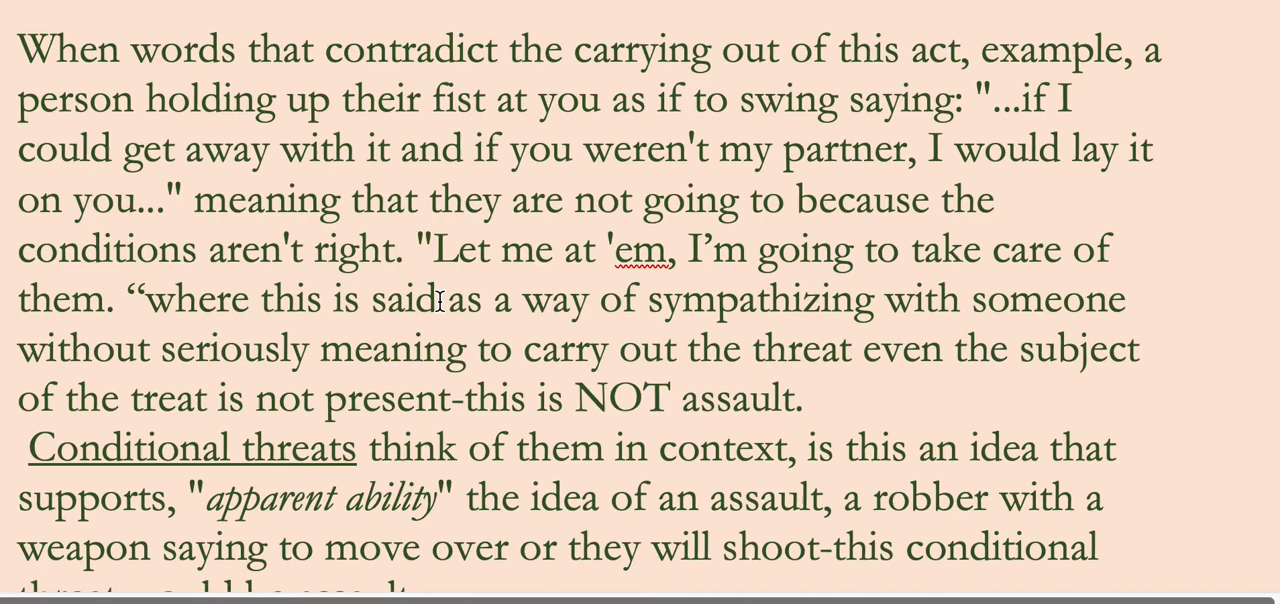 When words that contradict the carrying out of this act, example, a
person holding up their fist at you as if to swing saying: "...if I
could get away with it and if you weren't my partner, I would lay it
on you..." meaning that they are not going to because the
conditions aren't right. "Let me at 'em, I’m going to take care of
them. “where this is said as a way of sympathizing with someone
without seriously meaning to carry out the threat even the subject
of the treat is not present-this is NOT assault.
Conditional threats think of them in context, is this an idea that
supports, "apparent ability" the idea of an assault, a robber with a
weapon saying to move over or they will shoot-this conditional